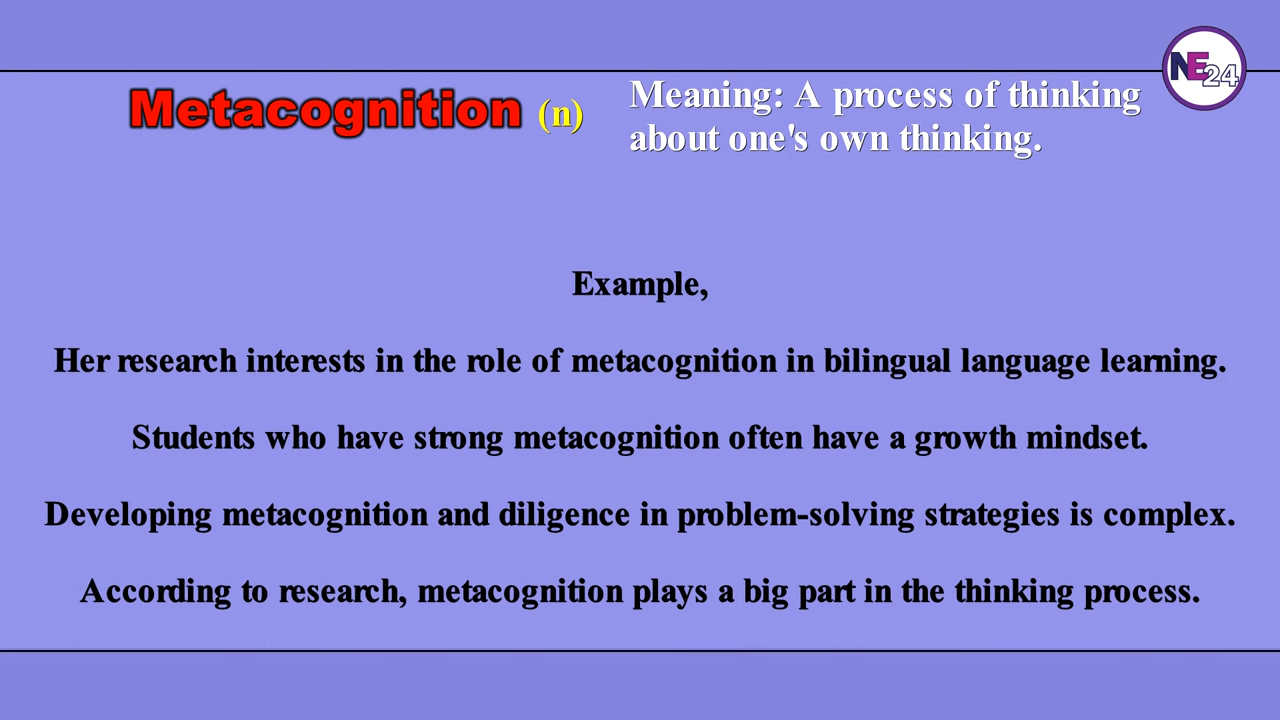 NE24
Metacognition (n)
Meaning: A process of thinking
about one's own thinking.
Example,
Her research interests in the role of metacognition in bilingual language learning.
Students who have strong metacognition often have a growth mindset.
Developing metacognition and diligence in problem-solving strategies is complex.
According to research, metacognition plays a big part in the thinking process.